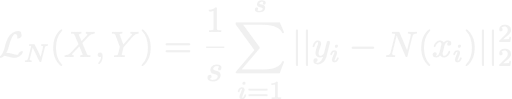 $\mathcal{L}_N(X, Y) = \frac{1}{s} \sum_{i=1}^{s} ||y_i - N(x_i)||_2^2$